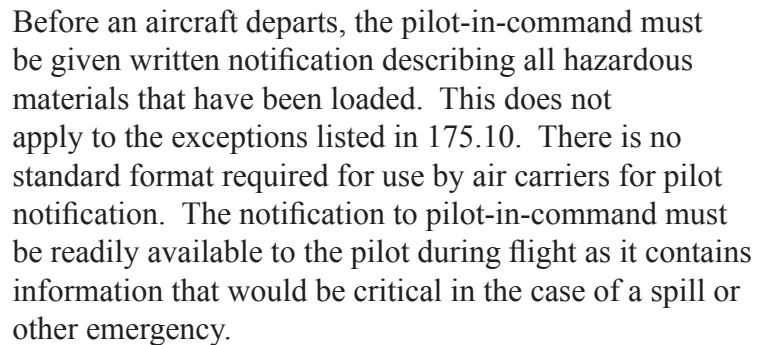 Before an aircraft departs, the pilot-in-command must
be given written notification describing all hazardous
materials that have been loaded.  This does not
apply to the exceptions listed in 175.10.  There is no
standard format required for use by air carriers for pilot
notification.  The notification to pilot-in-command must
be readily available to the pilot during flight as it contains
information that would be critical in the case of a spill or
other emergency.